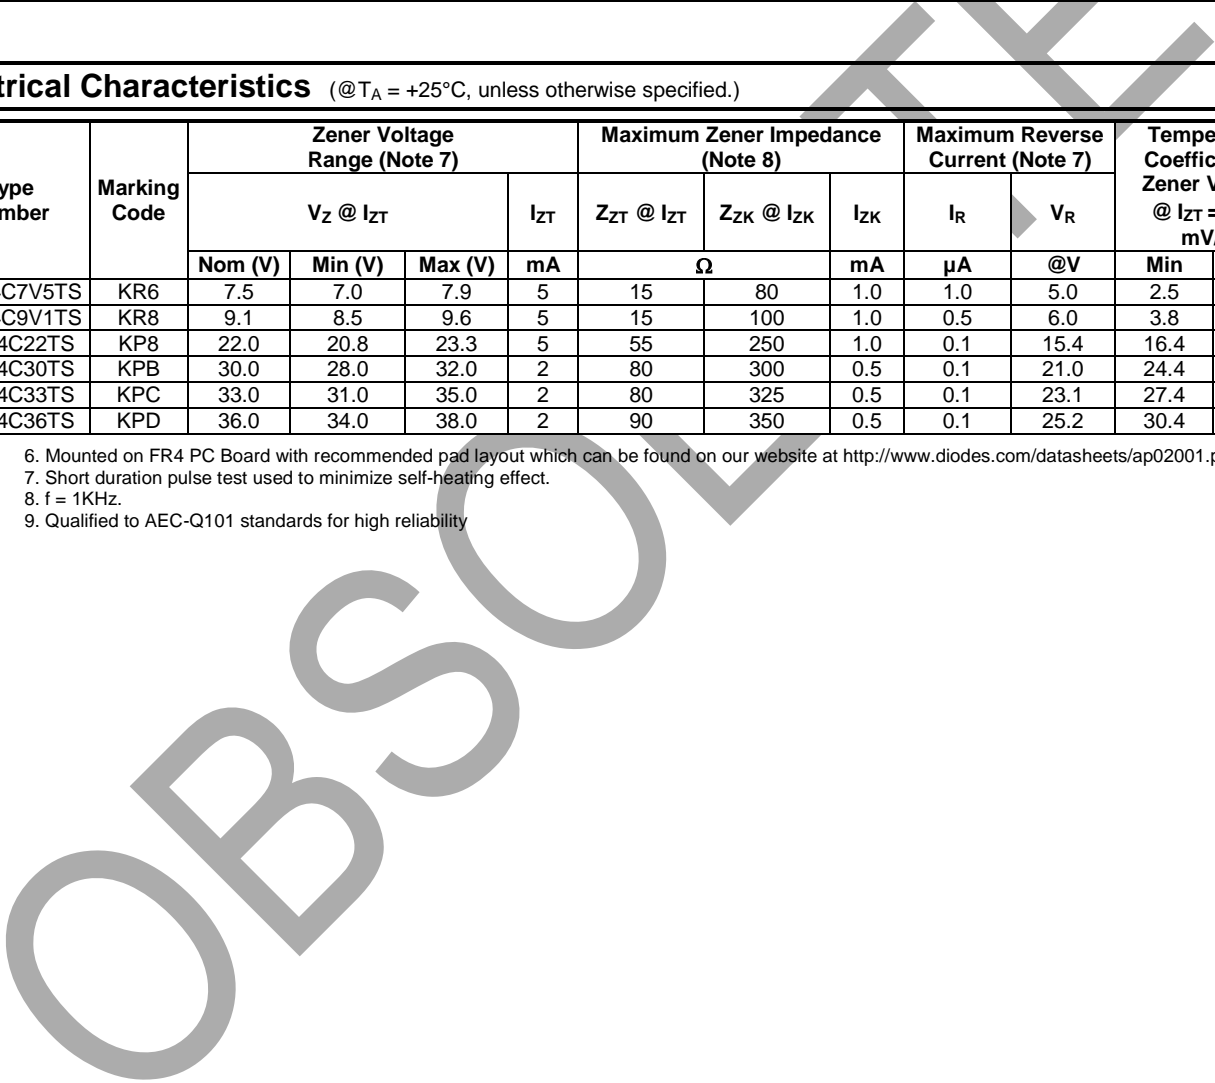 trical Characteristics (@TA = +25°C, unless otherwise specified.)
ype mber Marking Code Zener Voltage Range (Note 7) Maximum Zener Impedance (Note 8) Maximum Reverse Current (Note 7) Tempe Coeffic Zener V @ IZT = mV/
VZ @ IZT IZT ZZT @ IZT ZZK @ IZK IZK IR VR
Nom (V) Min (V) Max (V) mA Ω mA µA @V Min
C7V5TS KR6 7.5 7.0 7.9 5 15 80 1.0 1.0 5.0 2.5
C9V1TS KR8 9.1 8.5 9.6 5 15 100 1.0 0.5 6.0 3.8
4C22TS KP8 22.0 20.8 23.3 5 55 250 1.0 0.1 15.4 16.4
4C30TS KPB 30.0 28.0 32.0 2 80 300 0.5 0.1 21.0 24.4
4C33TS KPC 33.0 31.0 35.0 2 80 325 0.5 0.1 23.1 27.4
4C36TS KPD 36.0 34.0 38.0 2 90 350 0.5 0.1 25.2 30.4
6. Mounted on FR4 PC Board with recommended pad layout which can be found on our website at http://www.diodes.com/datasheets/ap02001.p
7. Short duration pulse test used to minimize self-heating effect.
8. f = 1KHz.
9. Qualified to AEC-Q101 standards for high reliability
OBSOLETE